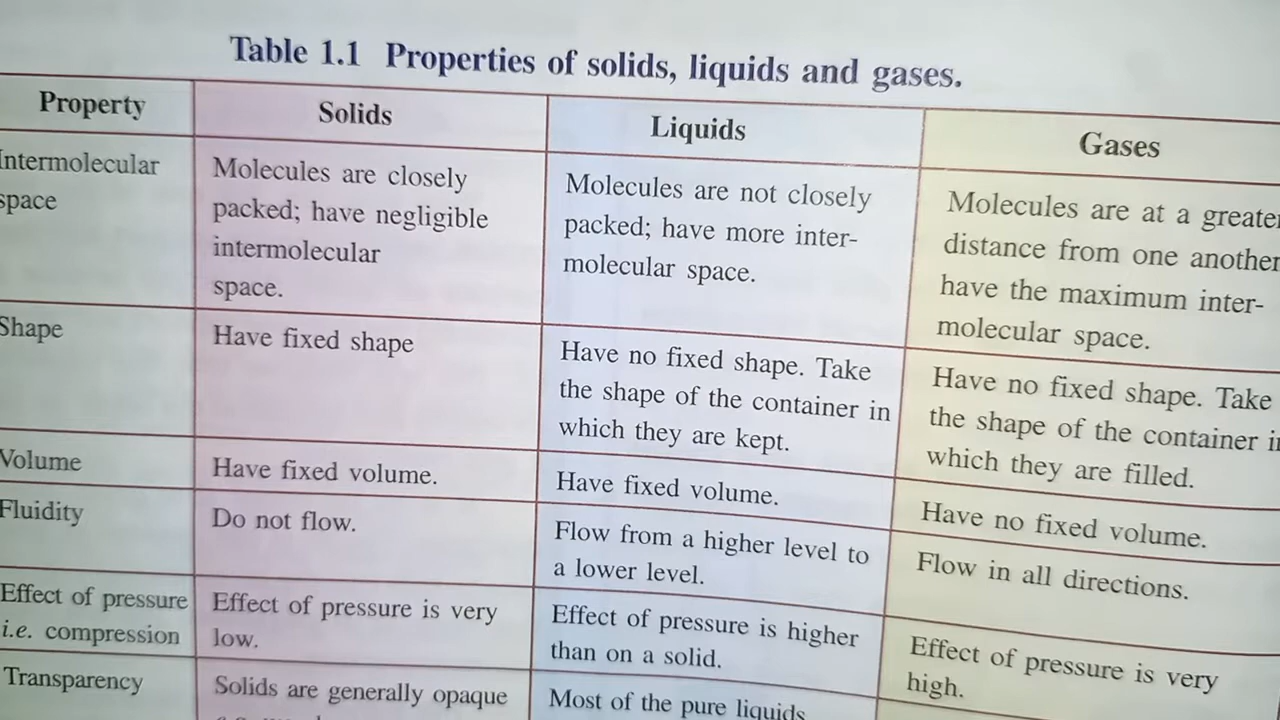 Table 1.1 Properties of solids, liquids and gases.
Property
Solids
Liquids
Gases
Intermolecular
space
Molecules are closely
packed; have negligible
intermolecular
space.
Molecules are not closely
packed; have more inter-
molecular space.
Molecules are at a greater
distance from one another
have the maximum inter-
molecular space.
Shape
Have fixed shape
Have no fixed shape. Take
the shape of the container in
which they are kept.
Have no fixed shape. Take
the shape of the container in
which they are filled.
Volume
Have fixed volume.
Have fixed volume.
Have no fixed volume.
Fluidity
Do not flow.
Flow from a higher level to
a lower level.
Flow in all directions.
Effect of pressure
i.e. compression
Effect of pressure is very
low.
Effect of pressure is higher
than on a solid.
Effect of pressure is very
high.
Transparency
Solids are generally opaque
Most of the pure liquids